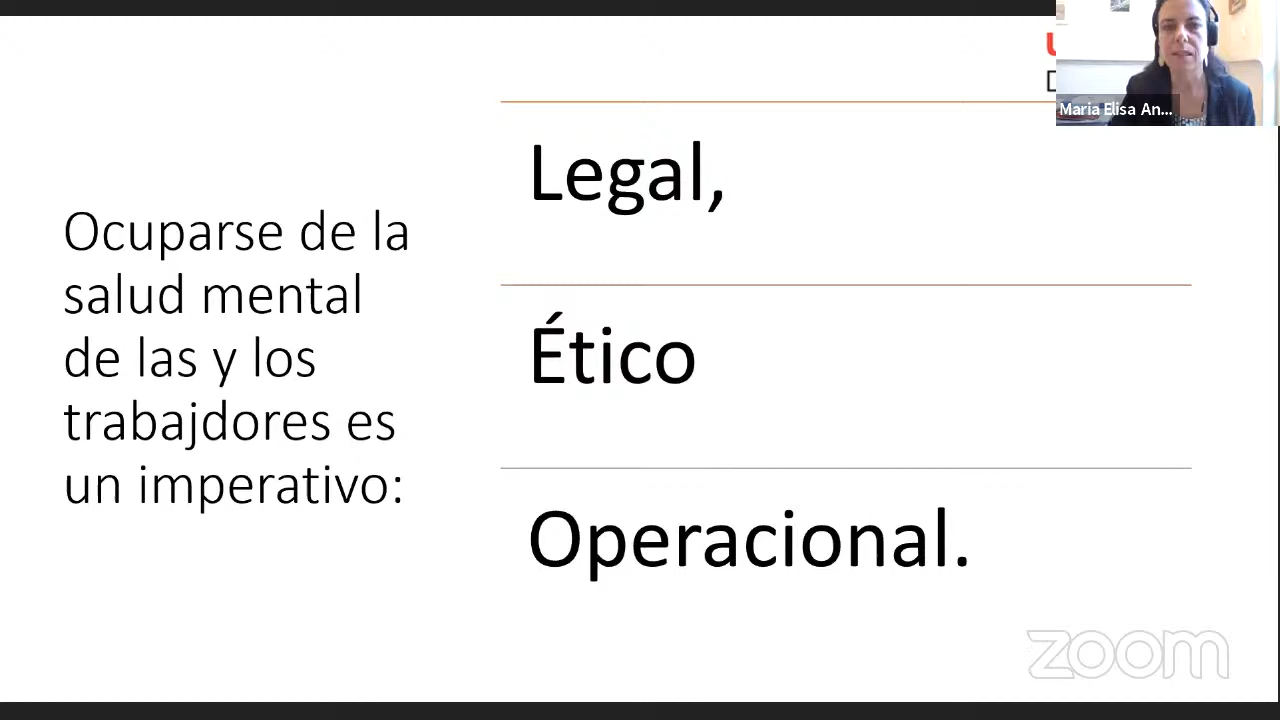 Ocuparse de la
salud mental
de las y los
trabajdores es
un imperativo:
Legal,
Ético
Operacional.
Maria Elisa An...
zoom